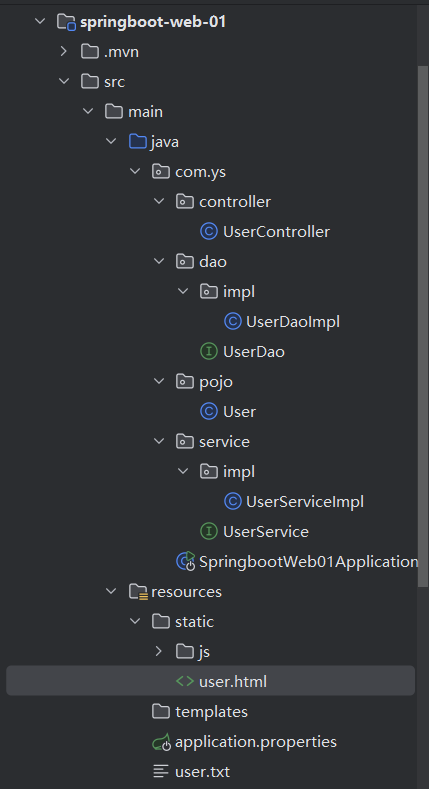 springboot-web-01
.mvn
src
main
java
com.ys
controller
UserController
dao
impl
UserDaoImpl
UserDao
pojo
User
service
impl
UserServiceImpl
UserService
SpringbootWeb01Application
resources
static
js
user.html
templates
application.properties
user.txt